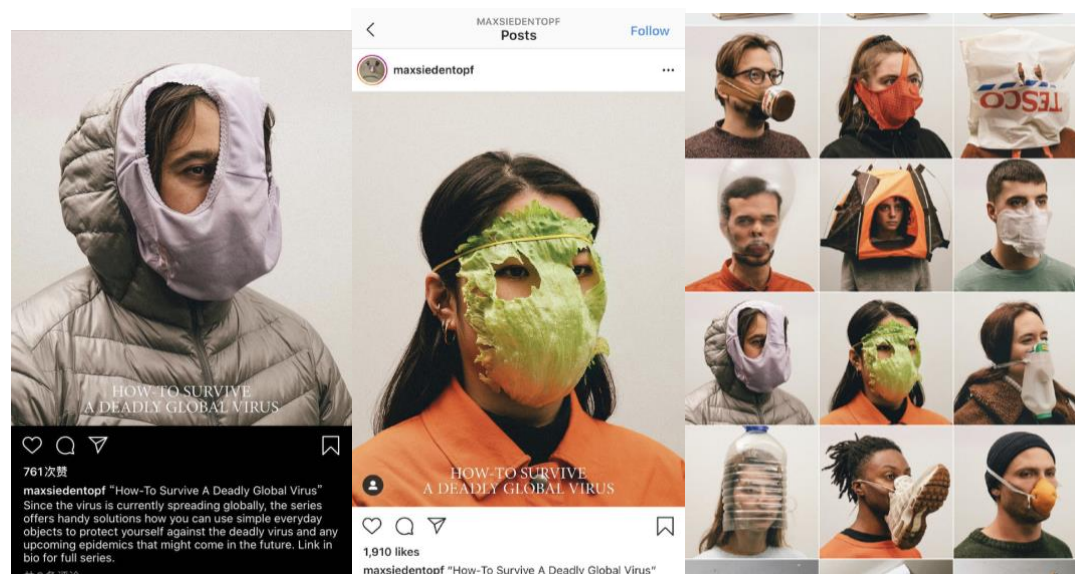 HOW-TO SURVIVE
A DEADLY GLOBAL VIRUS
761次赞
maxsiedentopf “How-To Survive A Deadly Global Virus”
Since the virus is currently spreading globally, the series
offers handy solutions how you can use simple everyday
objects to protect yourself against the deadly virus and any
upcoming epidemics that might come in the future. Link in
bio for full series.
MAXSIEDENTOPF
Posts
Follow
maxsiedentopf
HOW-TO SURVIVE
A DEADLY GLOBAL VIRUS
1,910 likes
maxsiedentopf “How-To Survive A Deadly Global Virus”
TESCO